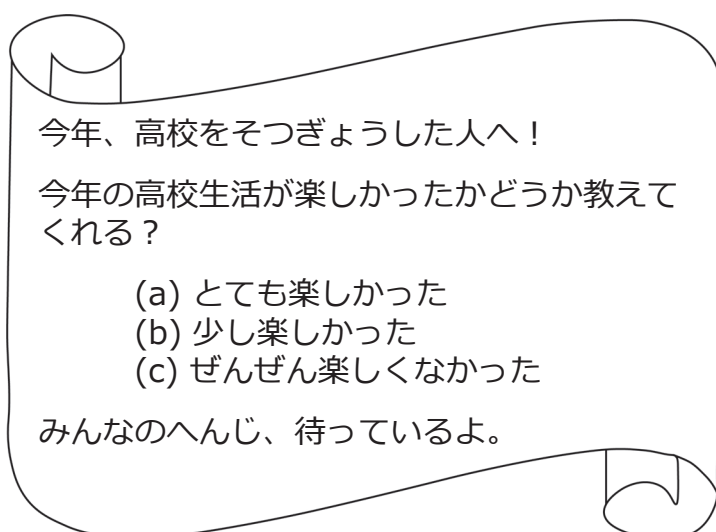 今年、高校をそつぎょうした人へ！
今年の高校生活が楽しかったかどうか教えて
くれる？
(a) とても楽しかった
(b) 少し楽しかった
(c) ぜんぜん楽しくなかった
みんなのへんじ、待っているよ。